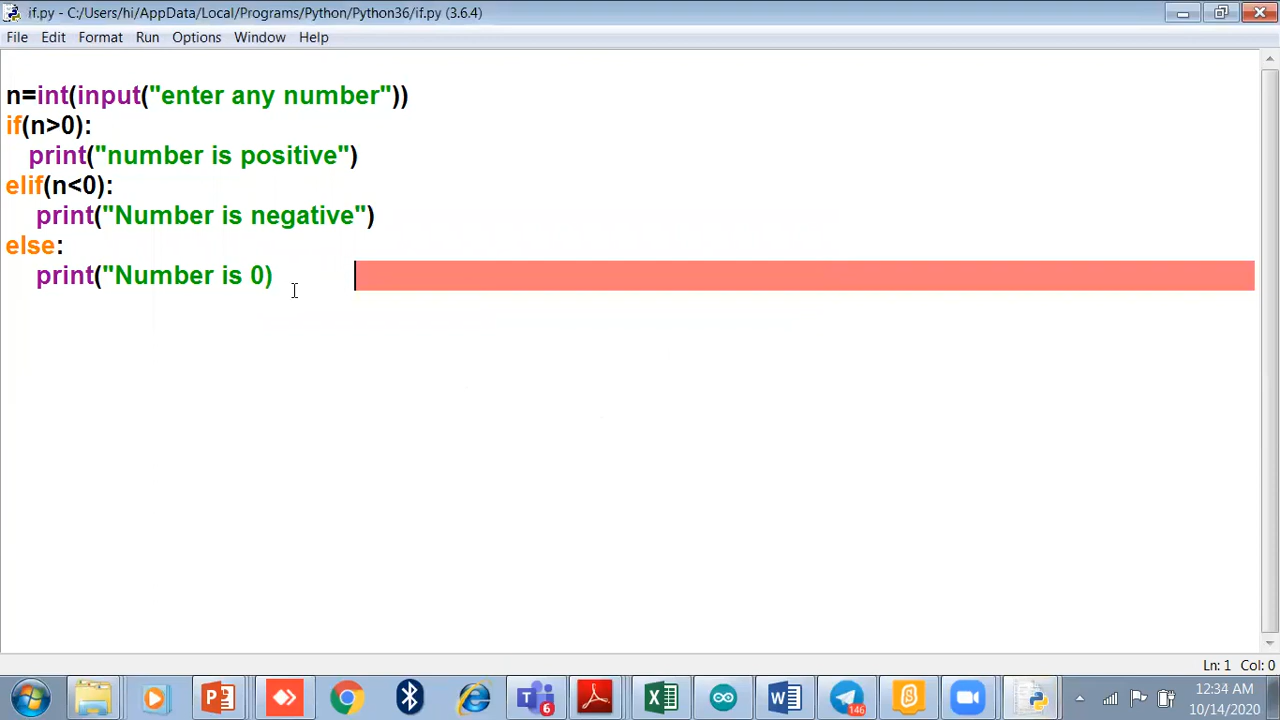 if.py - C:/Users/hi/AppData/Local/Programs/Python/Python36/if.py (3.6.4)
File Edit Format Run Options Window Help
n=int(input("enter any number"))
if(n>0):
print("number is positive")
elif(n<0):
print("Number is negative")
else:
print("Number is 0)
Ln: 1 Col: 0
6
146
12:34 AM
10/14/2020